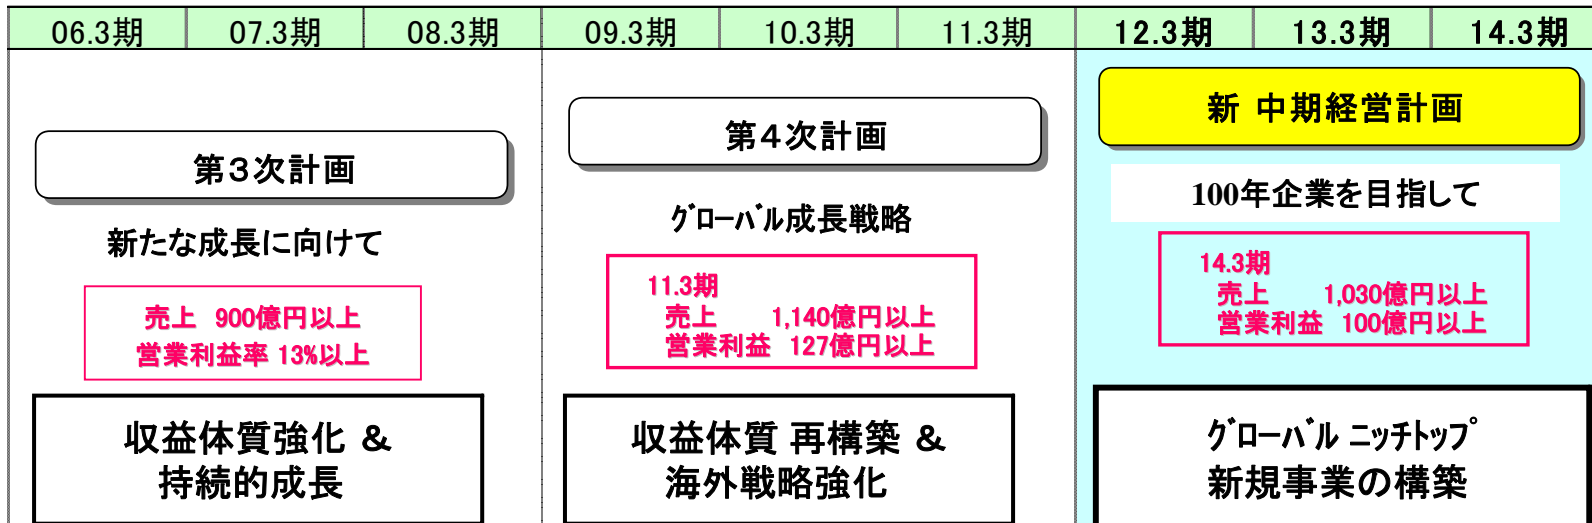 06.3期 07.3期 08.3期 09.3期 10.3期 11.3期 12.3期 13.3期 14.3期
第3次計画
新たな成長に向けて
売上 900億円以上
営業利益率 13%以上
収益体質強化 &
持続的成長
第4次計画
グローバル成長戦略
11.3期
売上 1,140億円以上
営業利益 127億円以上
収益体質 再構築 &
海外戦略強化
新 中期経営計画
100年企業を目指して
14.3期
売上 1,030億円以上
営業利益 100億円以上
グローバル ニッチトップ
新規事業の構築